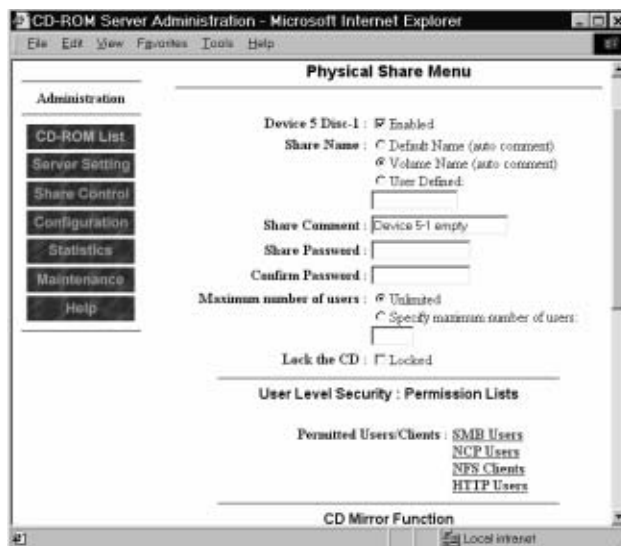 CD-ROM Server Administration - Microsoft Internet Explorer
File Edit View Favorites Tools Help
Physical Share Menu
Administration
CD-ROM List
Server Setting
Share Control
Configuration
Statistics
Maintenance
Help
Device 5 Disc-1 : Enabled
Share Name : Default Name (auto comment)
Volume Name (auto comment)
User Defined:
Share Comment : Device 5-1 empty
Share Password :
Confirm Password :
Maximum number of users : Unlimited
Specify maximum number of users:
Lock the CD : Locked
User Level Security : Permission Lists
Permitted Users/Clients : SMB Users
NCP Users
NFS Clients
HTTP Users
CD Mirror Function
Local intranet